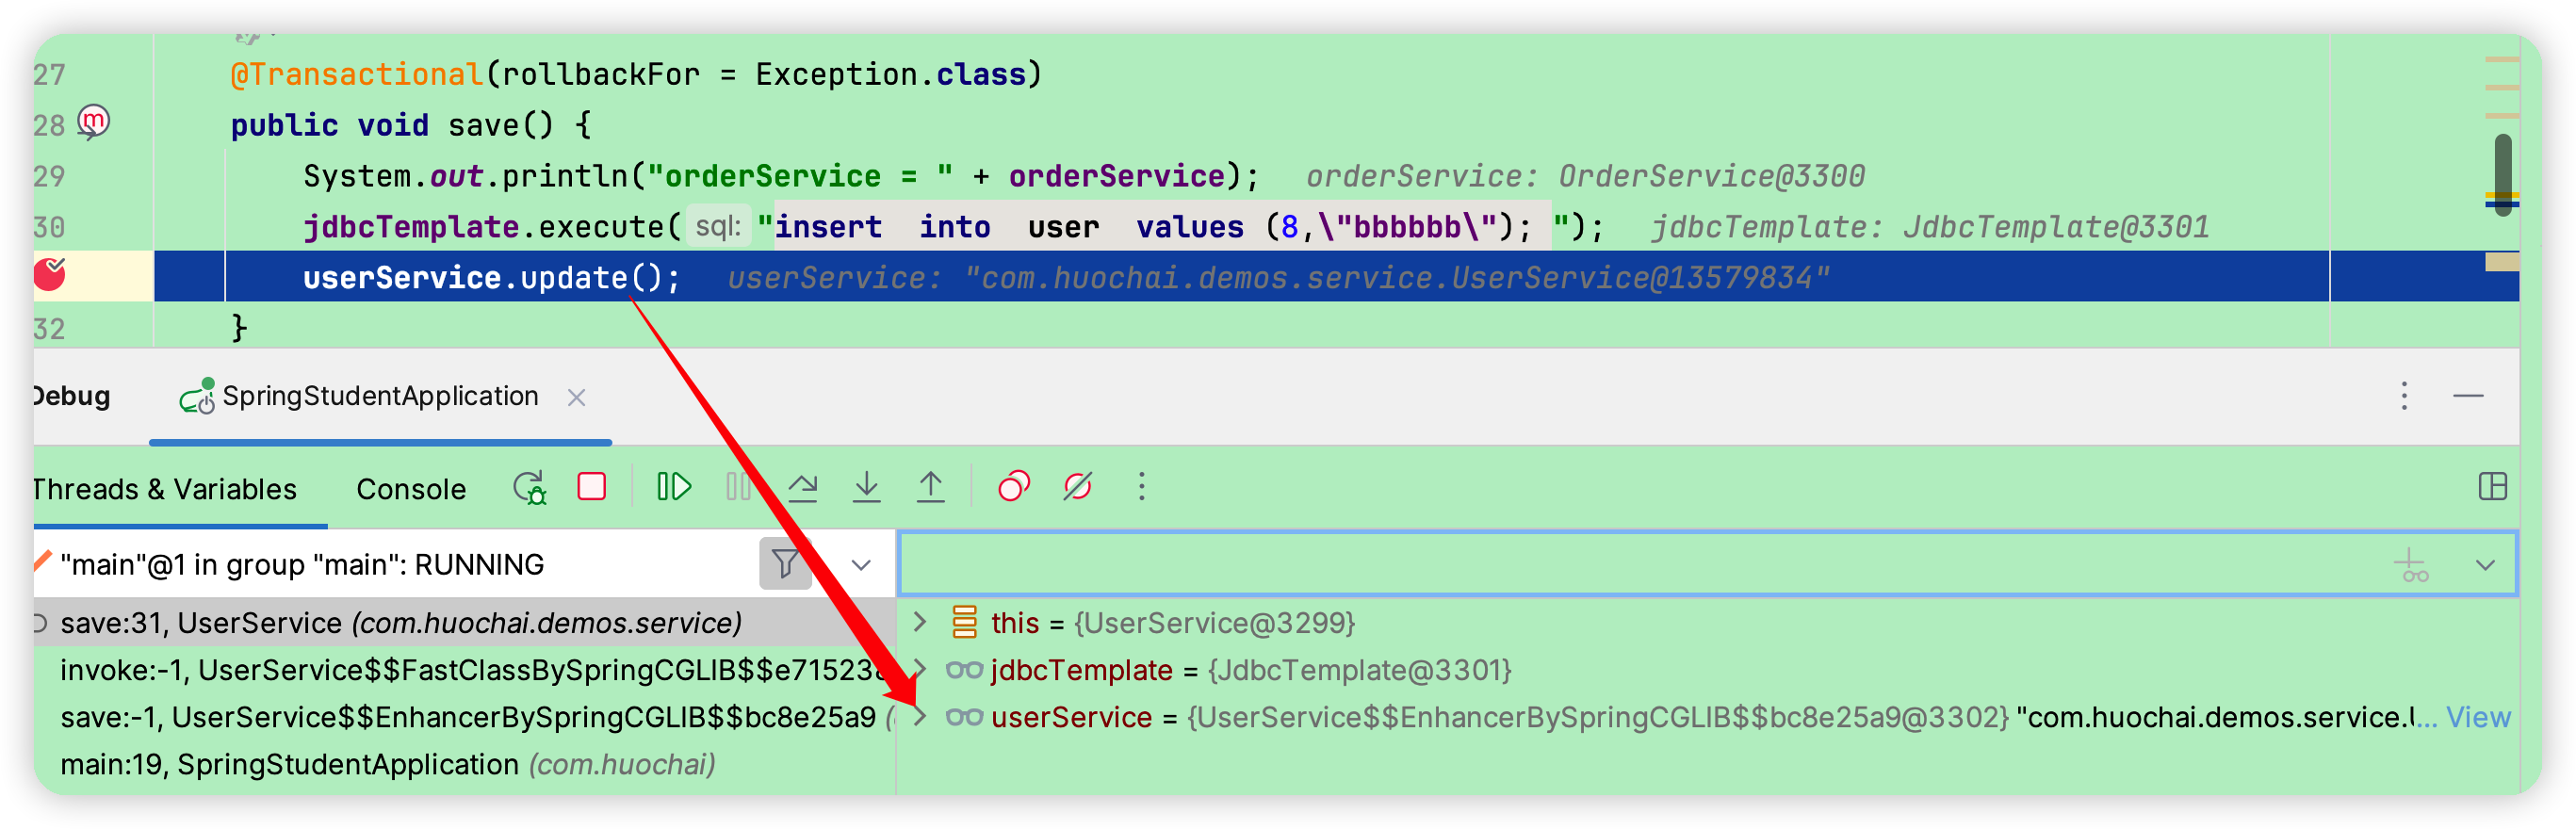 27 @Transactional(rollbackFor = Exception.class)
28 public void save() {
29 System.out.println("orderService = " + orderService); orderService: OrderService@3300
30 jdbcTemplate.execute( sql: "insert  into  user  values (8,\"bbbbbb\"); "); jdbcTemplate: JdbcTemplate@3301
userService.update(); userService: "com.huochai.demos.service.UserService@13579834"
32 }
Debug SpringStudentApplication
Threads & Variables Console
"main"@1 in group "main": RUNNING
save:31, UserService (com.huochai.demos.service)
invoke:-1, UserService$$FastClassBySpringCGLIB$$e71523
save:-1, UserService$$EnhancerBySpringCGLIB$$bc8e25a9 (
main:19, SpringStudentApplication (com.huochai)
this = {UserService@3299}
jdbcTemplate = {JdbcTemplate@3301}
userService = {UserService$$EnhancerBySpringCGLIB$$bc8e25a9@3302} "com.huochai.demos.service.U... View